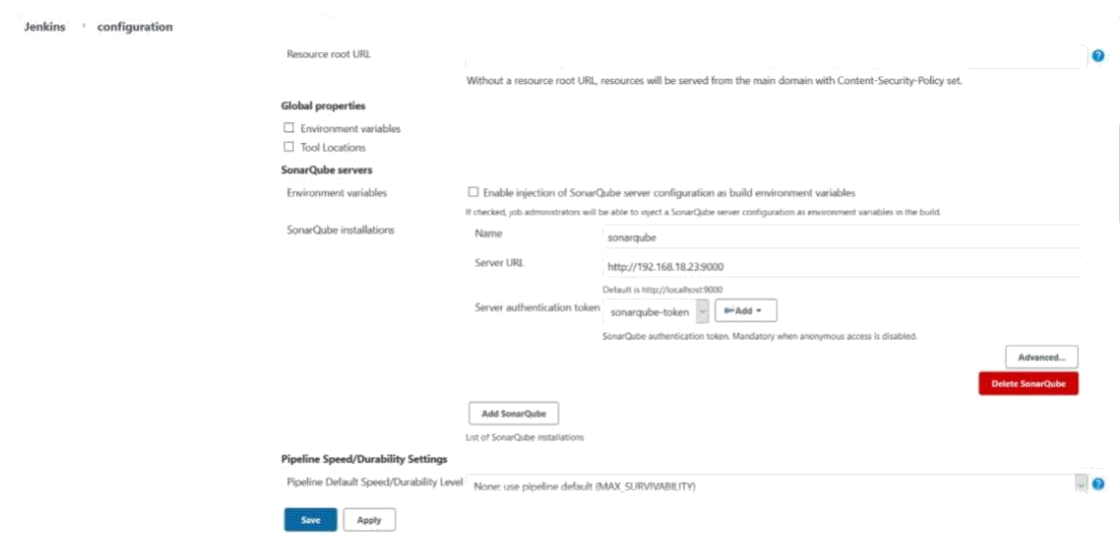 Jenkins configuration
Resource root URL
Without a resource root URL, resources will be served from the main domain with Content-Security-Policy set.
Global properties
Environment variables
Tool Locations
SonarQube servers
Environment variables
Enable injection of SonarQube server configuration as build environment variables
If checked, job administrators will be able to inject a SonarQube server configuration as environment variables in the build.
SonarQube installations
Name
sonarqube
Server URL
http://192.168.18.23:9000
Default is http://localhost:9000
Server authentication token
sonarqube-token
Add
SonarQube authentication token. Mandatory when anonymous access is disabled.
Advanced...
Delete SonarQube
Add SonarQube
List of SonarQube installations
Pipeline Speed/Durability Settings
Pipeline Default Speed/Durability Level
None: use pipeline default (MAX_SURVIVABILITY)
Save
Apply